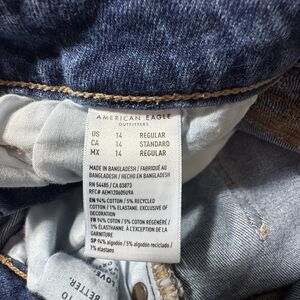 AMERICAN EAGLE
OUTFITTERS
US 14 REGULAR
CA 14 STANDARD
MX 14 REGULAR
MADE IN BANGLADESH / FABRIQUÉ AU
BANGLADESH / HECHO EN BANGLADESH
RN 54485 / CA 03873
EN 94% COTTON / 5% RECYCLED
COTTON / 1% ELASTANE. EXCLUSIVE OF
DECORATION
FR 94% COTON / 5% COTON RÉGÉNÉRÉ /
1% ÉLASTHANNE. À L'EXCEPTION DE LA
GARNITURE
SP 94% algodón / 5% algodón reciclado /
1% elastano
BETTER.
LOVE